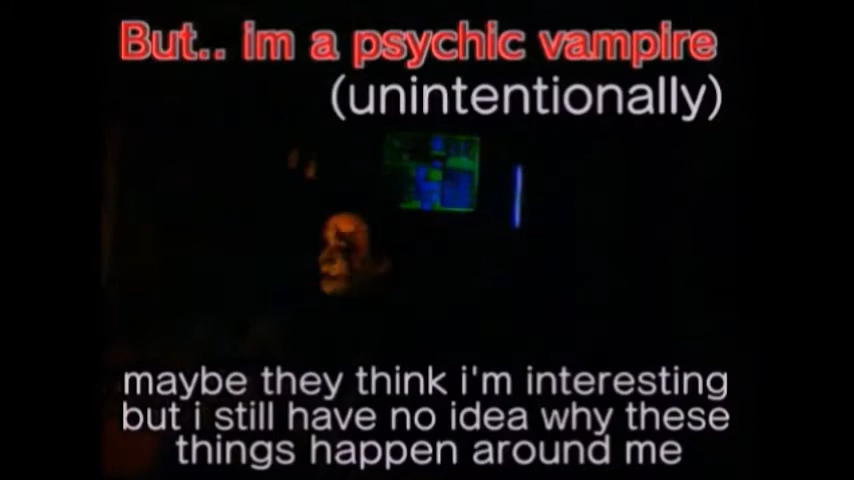 But.. im a psychic vampire
(unintentionally)
maybe they think i'm interesting
but i still have no idea why these
things happen around me